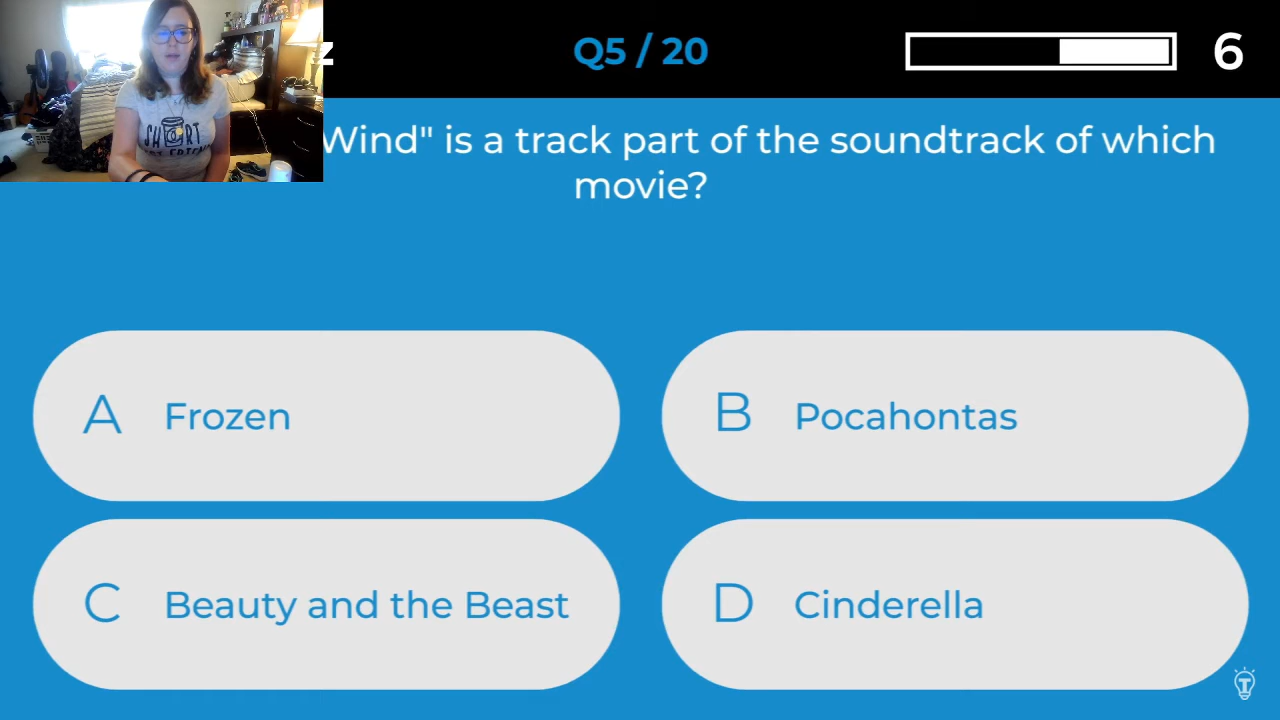 Q5 / 20
6
Wind" is a track part of the soundtrack of which
movie?
A Frozen
B Pocahontas
C Beauty and the Beast
D Cinderella